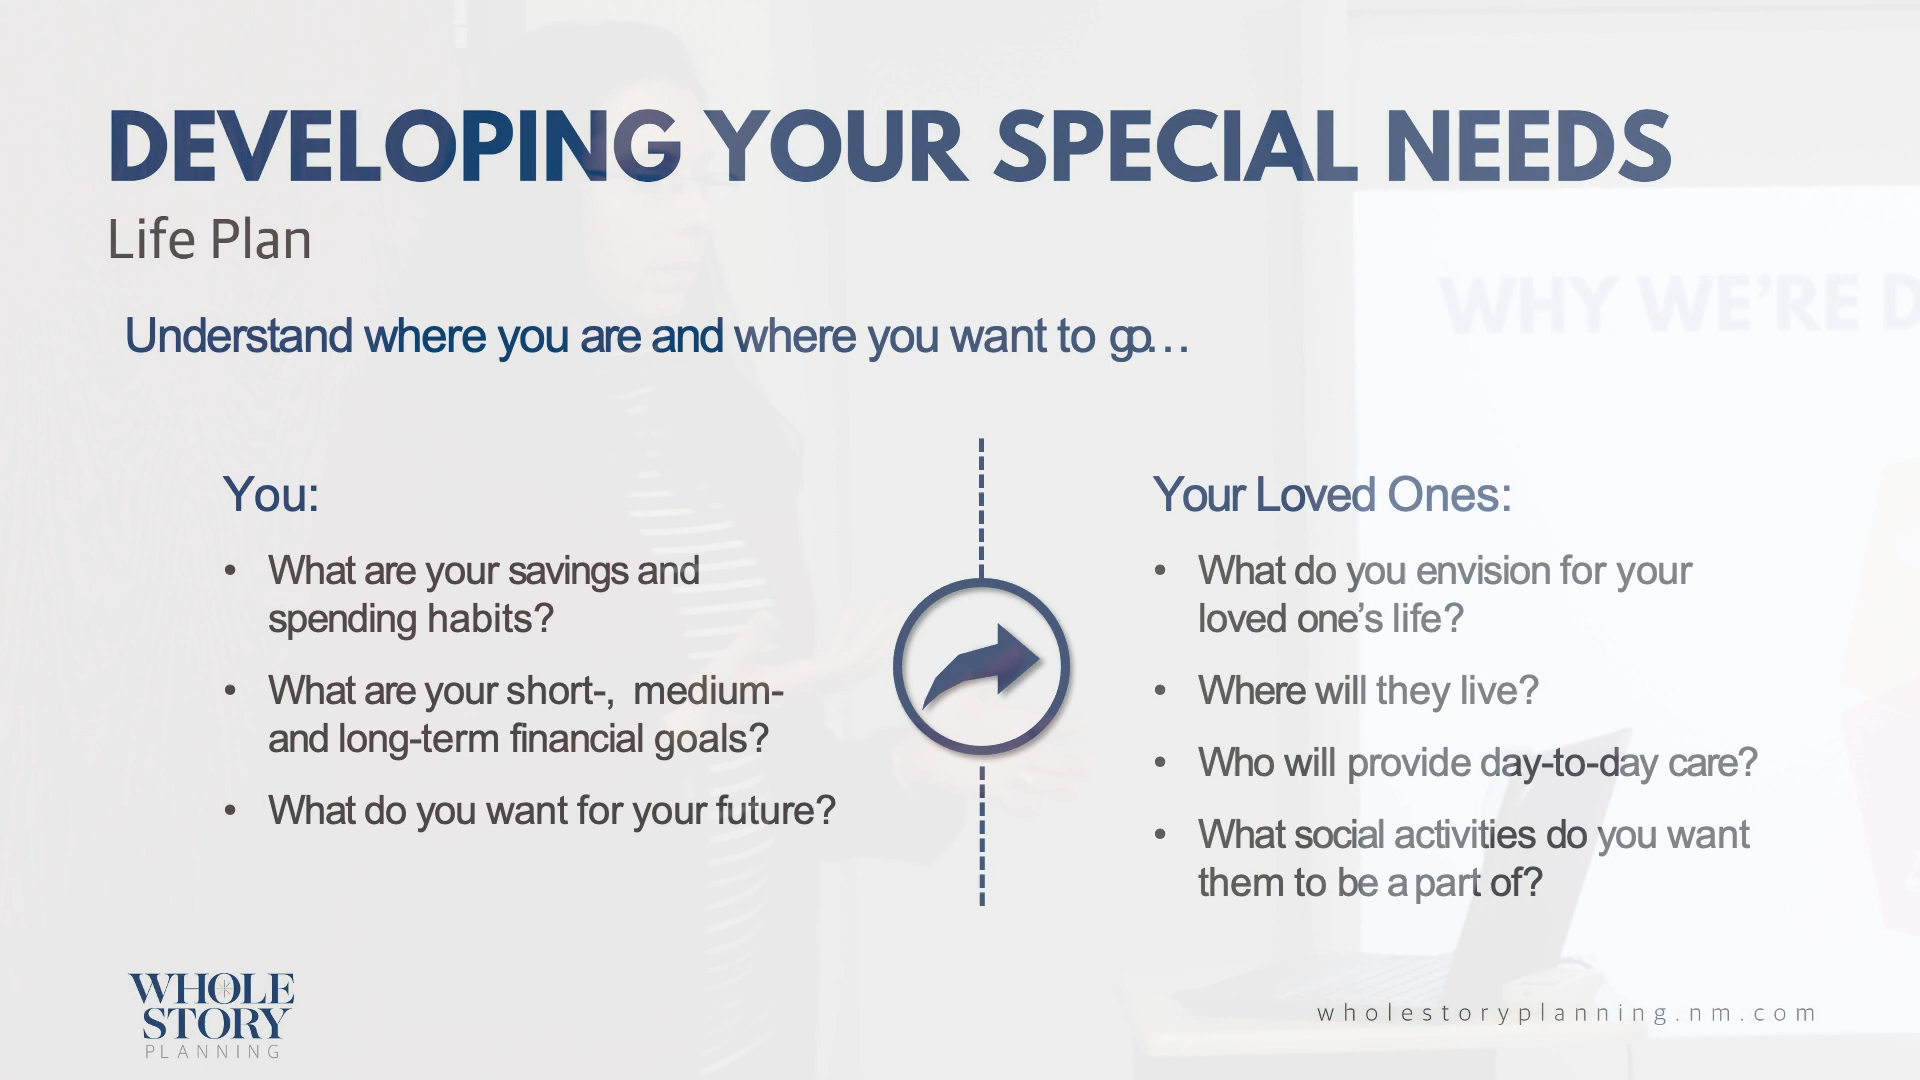 DEVELOPING YOUR SPECIAL NEEDS
Life Plan
WHY WE'RE D
Understand where you are and where you want to go…
You:
• What are your savings and
spending habits?
• What are your short-, medium-
and long-term financial goals?
• What do you want for your future?
Your Loved Ones:
• What do you envision for your
loved one's life?
• Where will they live?
• Who will provide day-to-day care?
• What social activities do you want
them to be a part of?
WHOLE
STORY
PLANNING
wholestoryplanning.nm.com